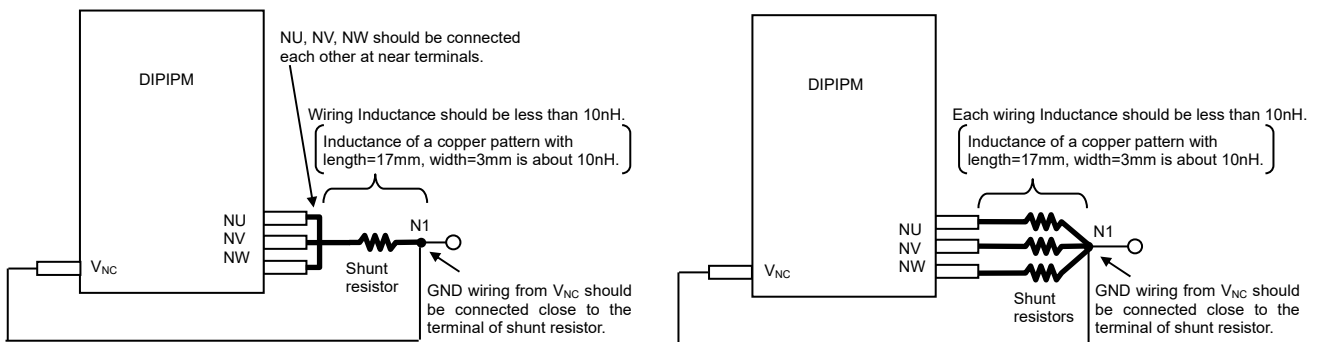 NU, NV, NW should be connected
each other at near terminals.
DIPIPM
Wiring Inductance should be less than 10nH.
Inductance of a copper pattern with
length=17mm, width=3mm is about 10nH.
NU
NV
NW
N1
VNC
Shunt
resistor
GND wiring from VNC should
be connected close to the
terminal of shunt resistor.
DIPIPM
Each wiring Inductance should be less than 10nH.
Inductance of a copper pattern with
length=17mm, width=3mm is about 10nH.
NU
NV
NW
N1
VNC
Shunt
resistors
GND wiring from VNC should
be connected close to the
terminal of shunt resistor.